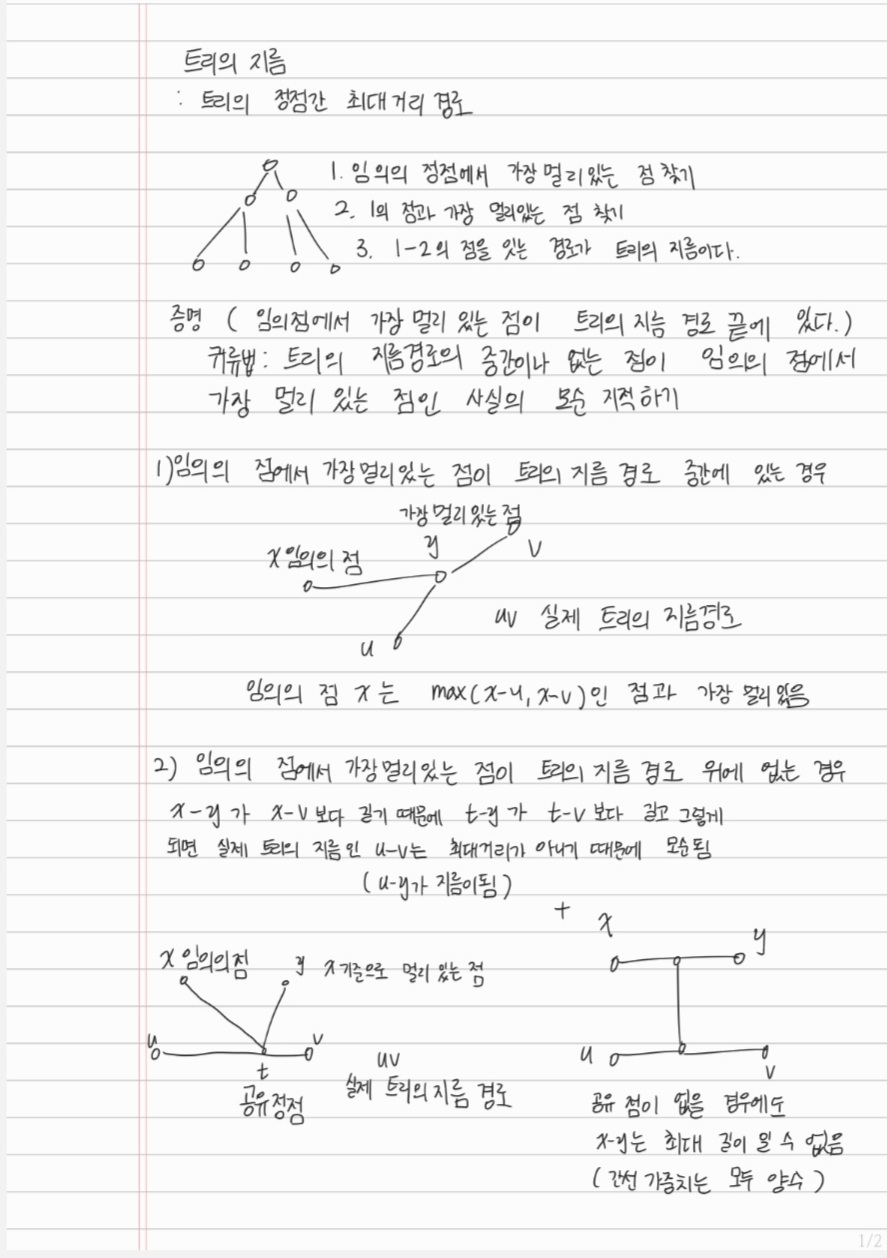 트리의 지름
: 트리의 정점간 최대거리 경로
1. 임의의 정점에서 가장 멀리있는 점 찾기
2. 1의 점과 가장 멀리있는 점 찾기
3. 1-2의 점을 잇는 경로가 트리의 지름이다.
증명 ( 임의점에서 가장 멀리 있는 점이 트리의 지름 경로 끝에 있다.)
귀류법 : 트리의 지름경로의 중간이나 없는 점이 임의의 점에서
가장 멀리 있는 점인 사실의 모순 지적하기
1)임의의 점에서 가장멀리있는 점이 트리의 지름 경로 중간에 있는 경우
가장멀리있는 점
y
v
x 임의의 점
u
uv 실제 트리의 지름경로
임의의 점 x는 max(x-u, x-v)인 점과 가장 멀리있음
2) 임의의 점에서 가장멀리있는 점이 트리의 지름 경로 위에 없는 경우
x-y가 x-v보다 길기 때문에 t-y가 t-v보다 길고 그렇게
되면 실제 트리의 지름인 u-v는 최대거리가 아니기 때문에 모순됨
(u-y가 지름이됨)
x 임의의점
y x기준으로 멀리 있는 점
u
v
t
공유정점
uv
실제 트리의 지름 경로
+
x
y
u
v
공유 점이 없을 경우에도
x-y는 최대 길이 일 수 없음
(간선 가중치는 모두 양수)
1/2